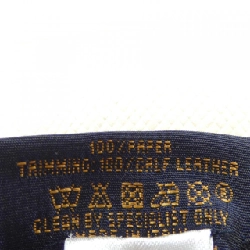 100%PAPER
TRIMMING:100%CALF LEATHER
CLEAN BY SPECIALIST ONLY